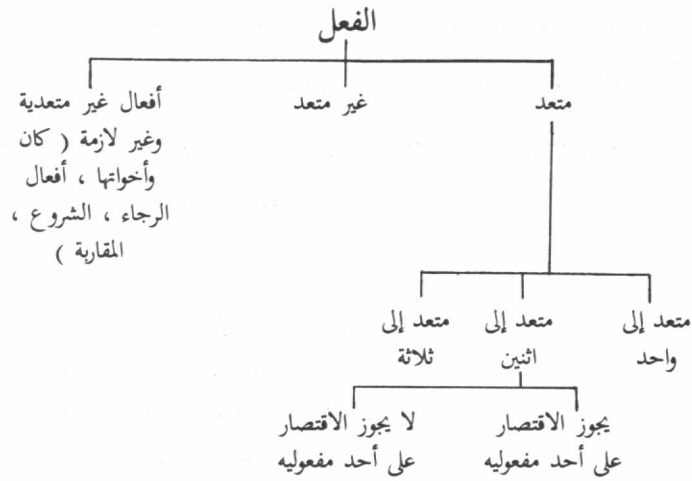 الفعل
متعد
غير متعد
أفعال غير متعدية
وغير لازمة ( كان
وأخواتها ، أفعال
الرجاء ، الشروع ،
المقاربة )
متعد إلى
واحد
متعد إلى
اثنين
متعد إلى
ثلاثة
يجوز الاقتصار
على أحد مفعوليه
لا يجوز الاقتصار
على أحد مفعوليه